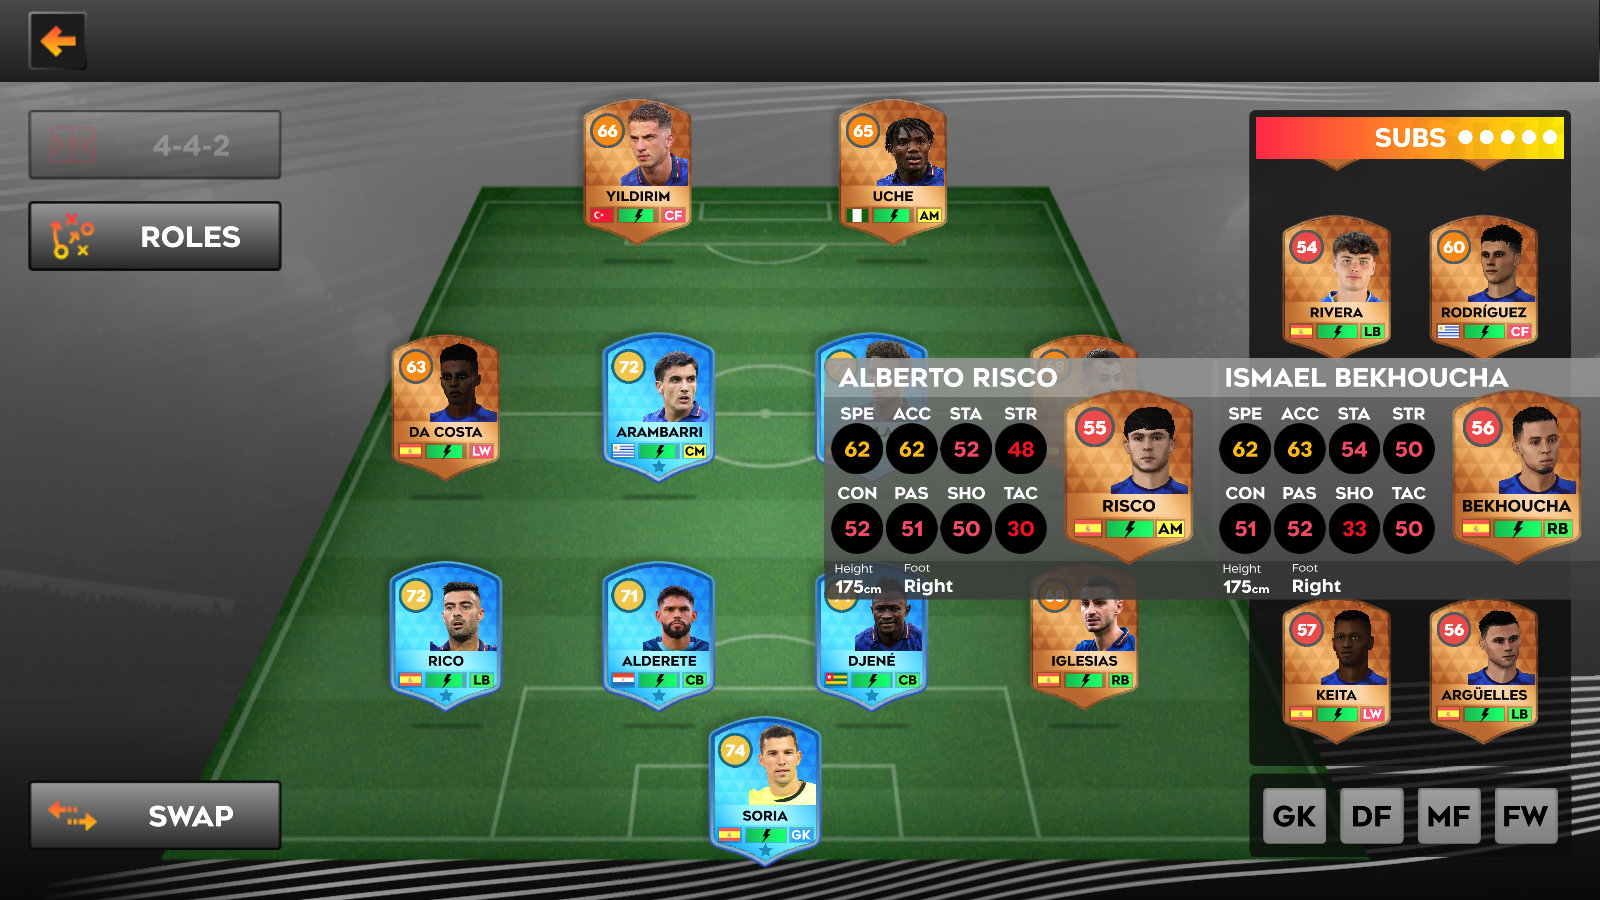 4-4-2
ROLES
SWAP
66
YILDIRIM
CF
65
UCHE
AM
63
DA COSTA
LW
72
ARAMBARRI
CM
72
RICO
LB
71
ALDERETE
CB
DJENÉ
CB
68
IGLESIAS
RB
74
SORIA
GK
SUBS
54
RIVERA
LB
60
RODRÍGUEZ
CF
ALBERTO RISCO
SPE ACC STA STR
62 62 52 48
CON PAS SHO TAC
52 51 50 30
Height Foot
175cm Right
55
RISCO
AM
ISMAEL BEKHOUCHA
SPE ACC STA STR
62 63 54 50
CON PAS SHO TAC
51 52 33 50
Height Foot
175cm Right
56
BEKHOUCHA
RB
57
KEITA
LW
56
ARGÜELLES
LB
GK DF MF FW